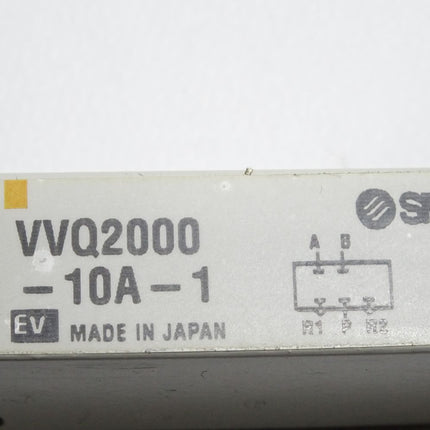 VVQ2000
-10A-1
EV MADE IN JAPAN
A B
R1 P R2